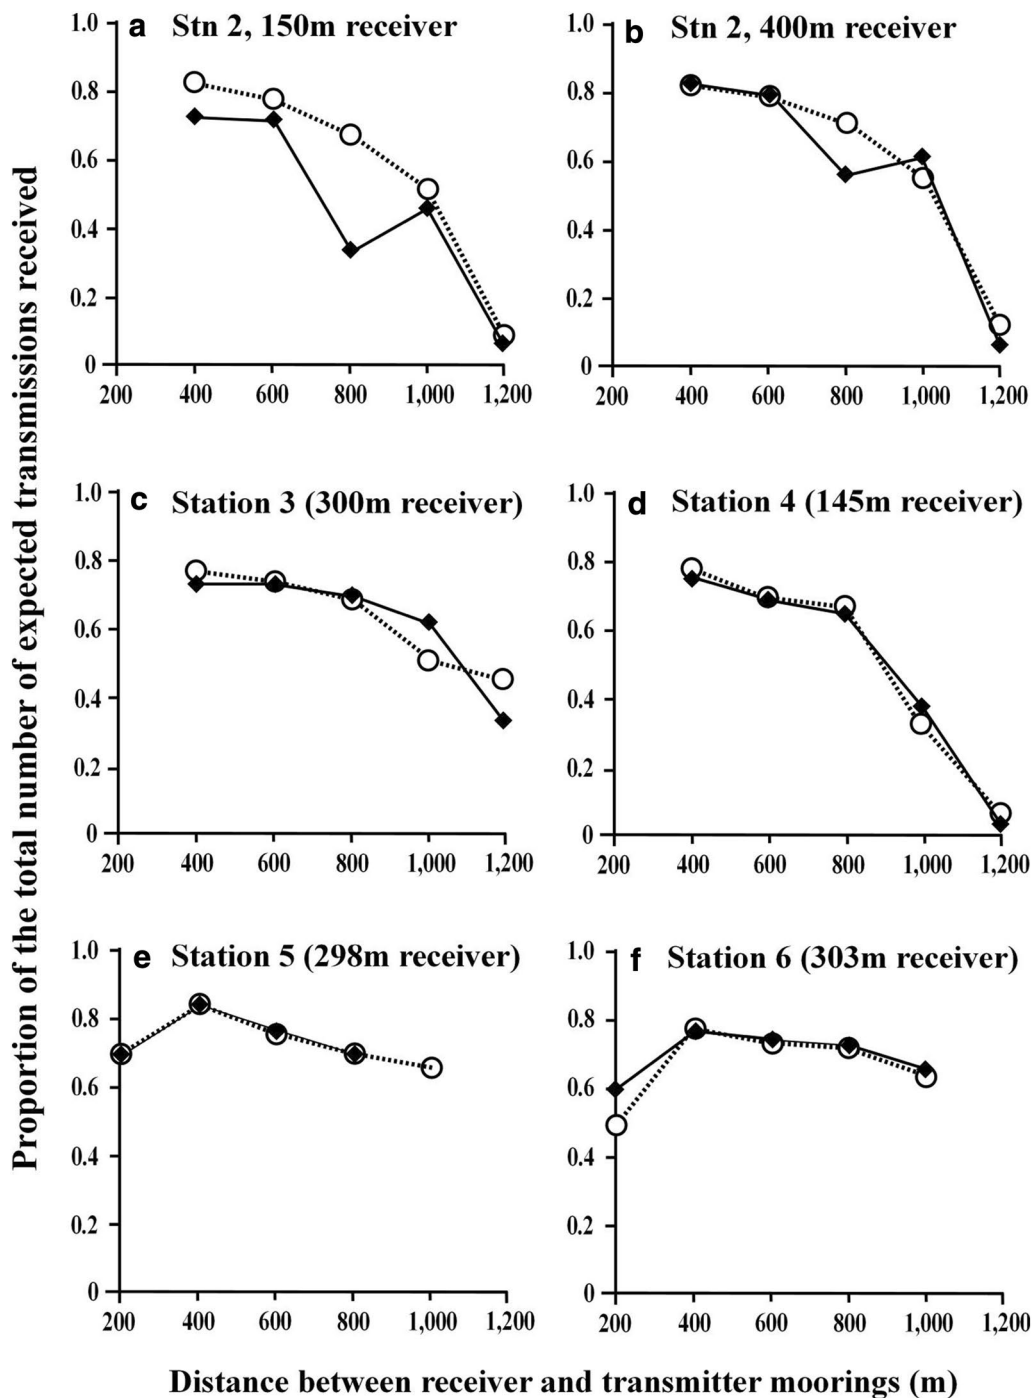 Proportion of the total number of expected transmissions received
a Stn 2, 150m receiver
1.0
0.8
0.6
0.4
0.2
0
200 400 600 800 1,000 1,200
b Stn 2, 400m receiver
1.0
0.8
0.6
0.4
0.2
0
200 400 600 800 1,000 1,200
c Station 3 (300m receiver)
1.0
0.8
0.6
0.4
0.2
0
200 400 600 800 1,000 1,200
d Station 4 (145m receiver)
1.0
0.8
0.6
0.4
0.2
0
200 400 600 800 1,000 1,200
e Station 5 (298m receiver)
1.0
0.8
0.6
0.4
0.2
0
200 400 600 800 1,000 1,200
f Station 6 (303m receiver)
1.0
0.8
0.6
0.4
0.2
0
200 400 600 800 1,000 1,200
Distance between receiver and transmitter moorings (m)